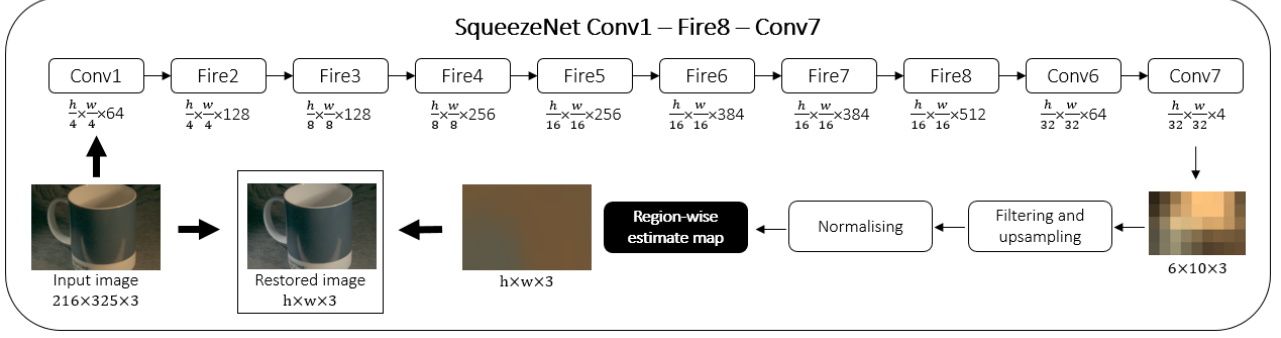 SqueezeNet Conv1 – Fire8 – Conv7
Conv1 Fire2 Fire3 Fire4 Fire5 Fire6 Fire7 Fire8 Conv6 Conv7
h/4×w/4×64 h/4×w/4×128 h/8×w/8×128 h/8×w/8×256 h/16×w/16×256 h/16×w/16×384 h/16×w/16×384 h/16×w/16×512 h/32×w/32×64 h/32×w/32×4
Input image
216×325×3
Restored image
h×w×3
h×w×3
Region-wise
estimate map
Normalising
Filtering and
upsampling
6×10×3